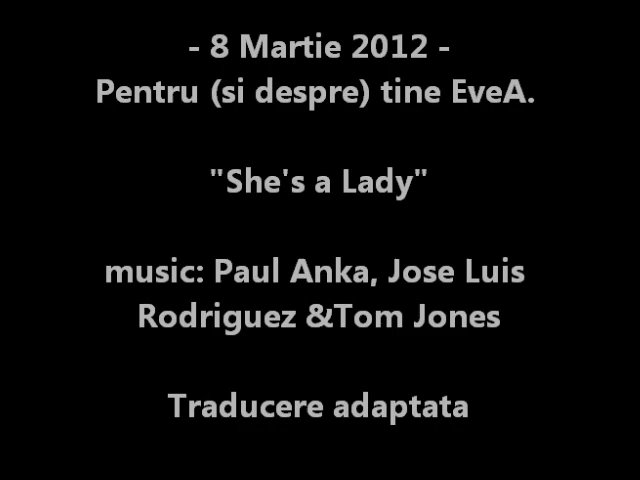 - 8 Martie 2012 -
Pentru (si despre) tine EveA.
"She's a Lady"
music: Paul Anka, Jose Luis
Rodriguez &Tom Jones
Traducere adaptata